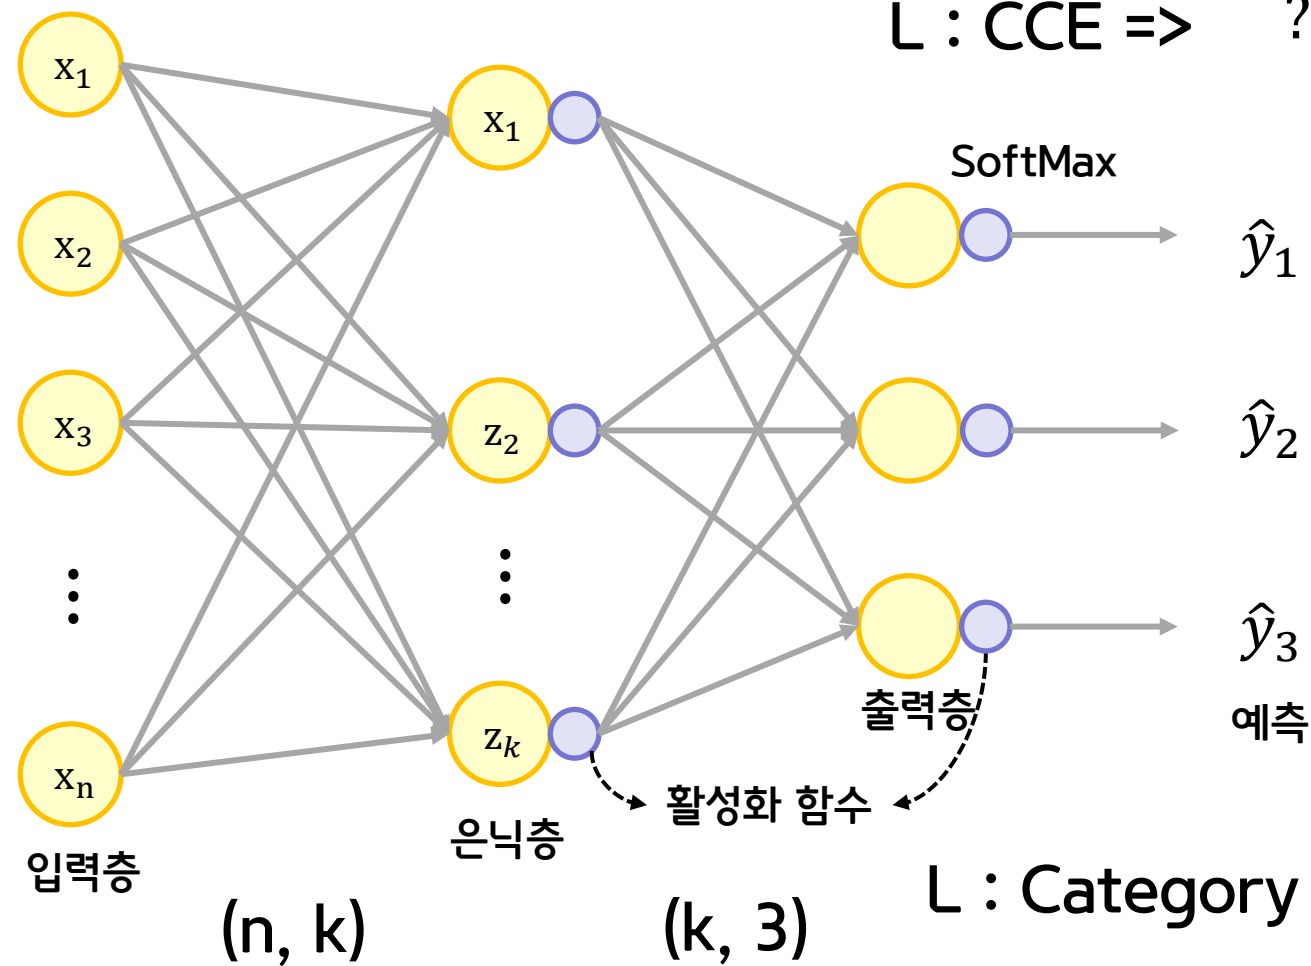 L : CCE => ?
x₁
x₁
SoftMax
x₂
ŷ₁
x₃
z₂
ŷ₂
⋮
⋮
ŷ₃
출력층
예측
xₙ
zₖ
활성화 함수
은닉층
입력층
L : Category
(n, k)
(k, 3)